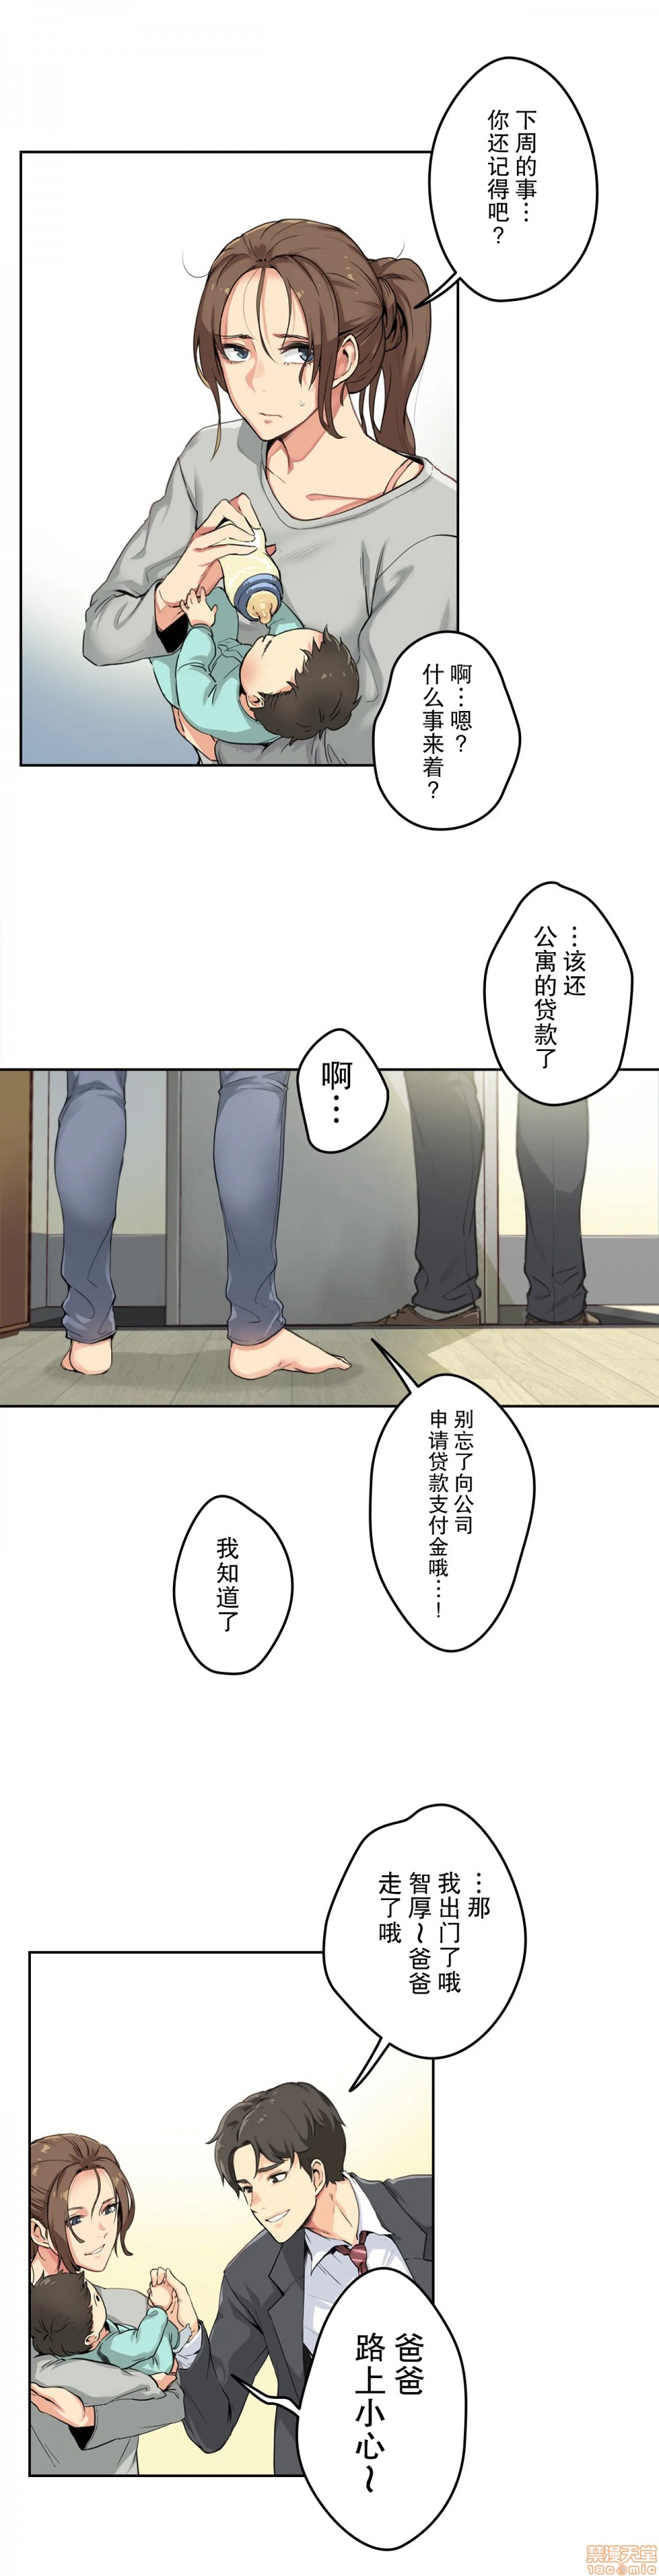 下周的事…
你还记得吧？
啊…嗯？
什么事来着？
…该还
公寓的贷款了
啊…
别忘了向公司
申请贷款支付金哦…！
我知道了
…那
我出门了哦
智厚~爸爸
走了哦
爸爸
路上小心~
禁漫天堂
18comic